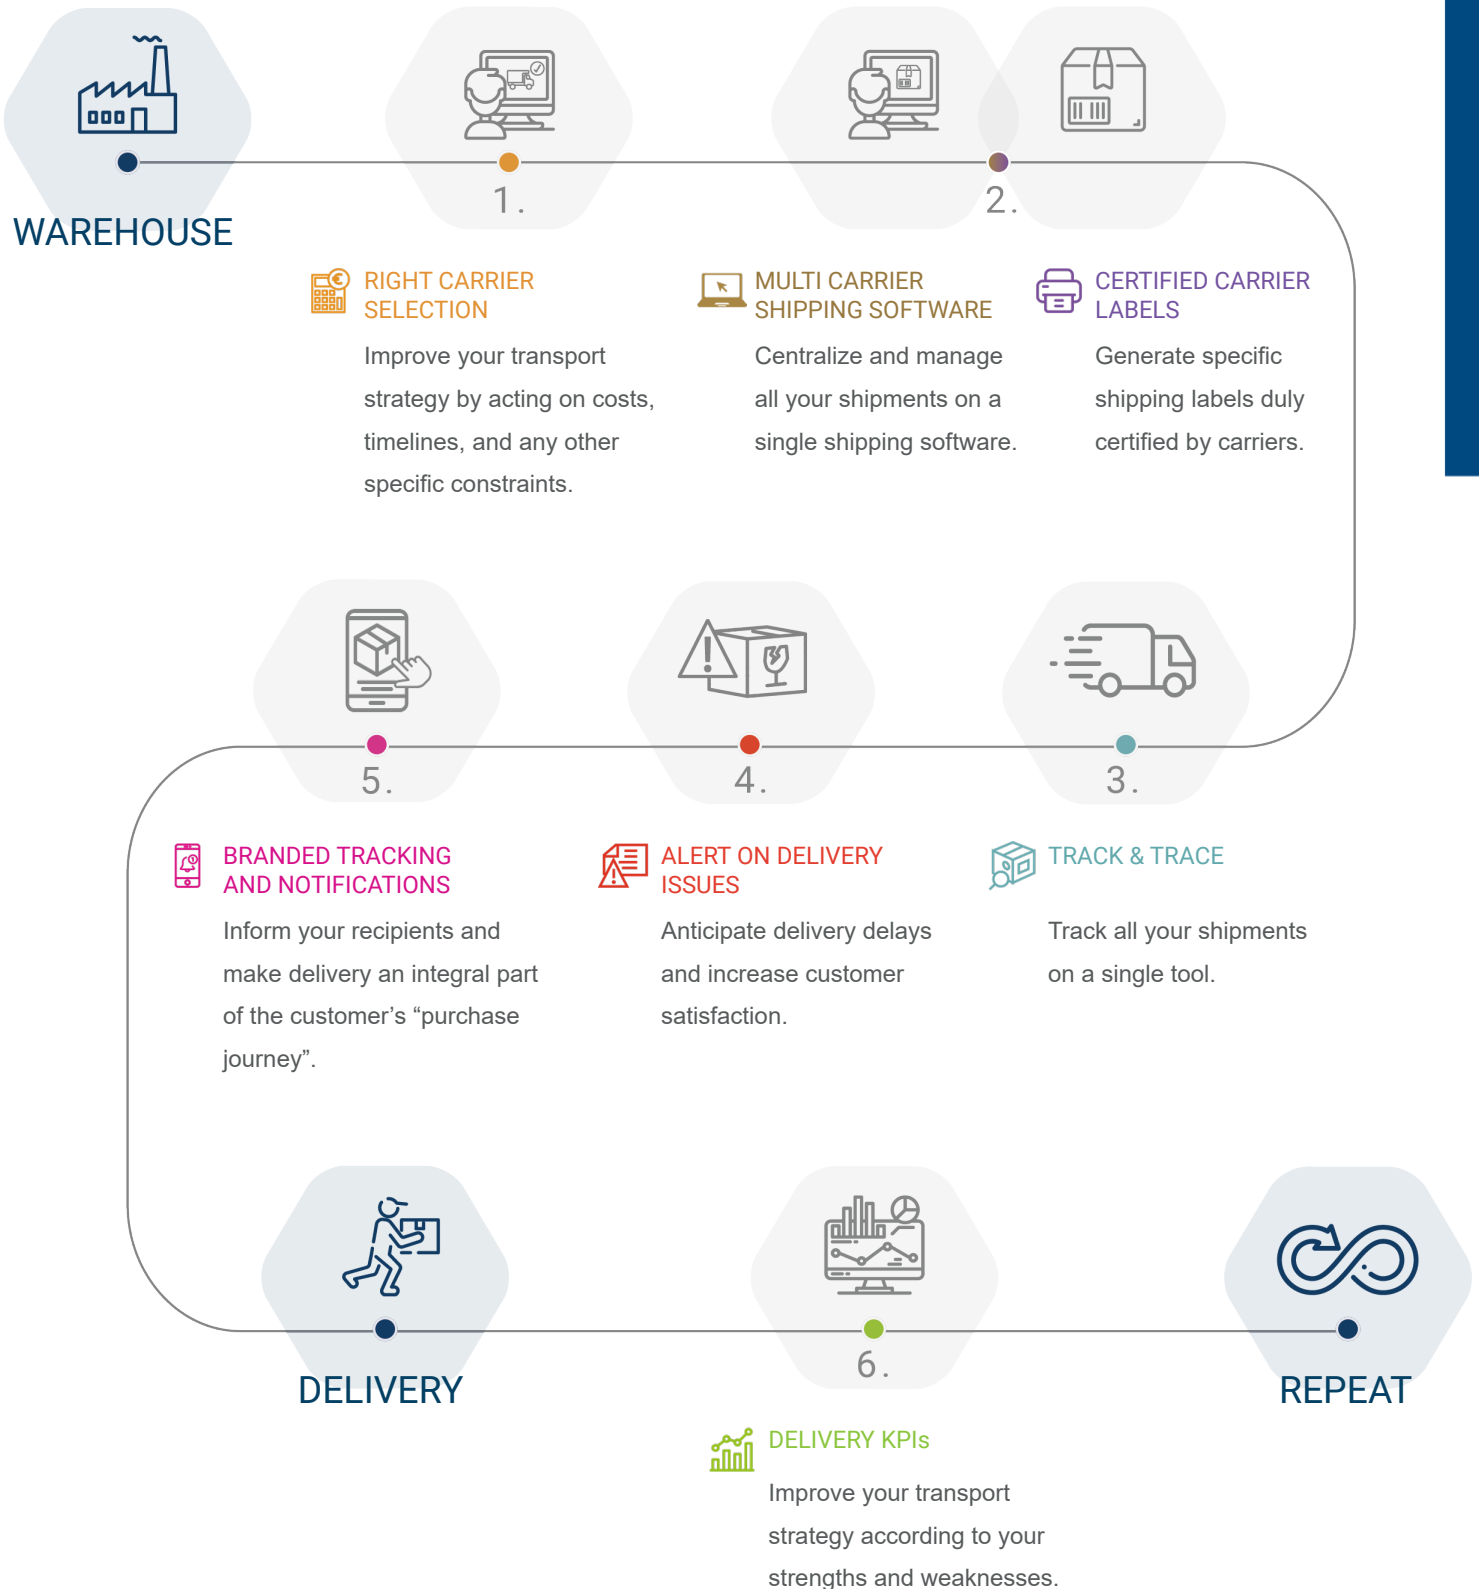 WAREHOUSE
1.
2.
RIGHT CARRIER
SELECTION
Improve your transport
strategy by acting on costs,
timelines, and any other
specific constraints.
MULTI CARRIER
SHIPPING SOFTWARE
Centralize and manage
all your shipments on a
single shipping software.
CERTIFIED CARRIER
LABELS
Generate specific
shipping labels duly
certified by carriers.
3.
TRACK & TRACE
Track all your shipments
on a single tool.
4.
ALERT ON DELIVERY
ISSUES
Anticipate delivery delays
and increase customer
satisfaction.
5.
BRANDED TRACKING
AND NOTIFICATIONS
Inform your recipients and
make delivery an integral part
of the customer’s “purchase
journey”.
DELIVERY
6.
DELIVERY KPIs
Improve your transport
strategy according to your
strengths and weaknesses.
REPEAT